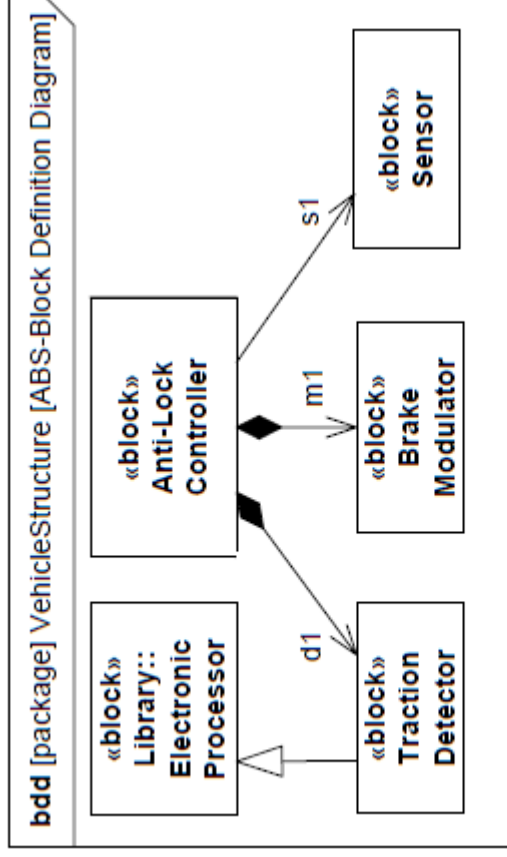 bdd [package] VehicleStructure [ABS-Block Definition Diagram]
«block»
Library::
Electronic
Processor
«block»
Anti-Lock
Controller
d1
m1
s1
«block»
Traction
Detector
«block»
Brake
Modulator
«block»
Sensor